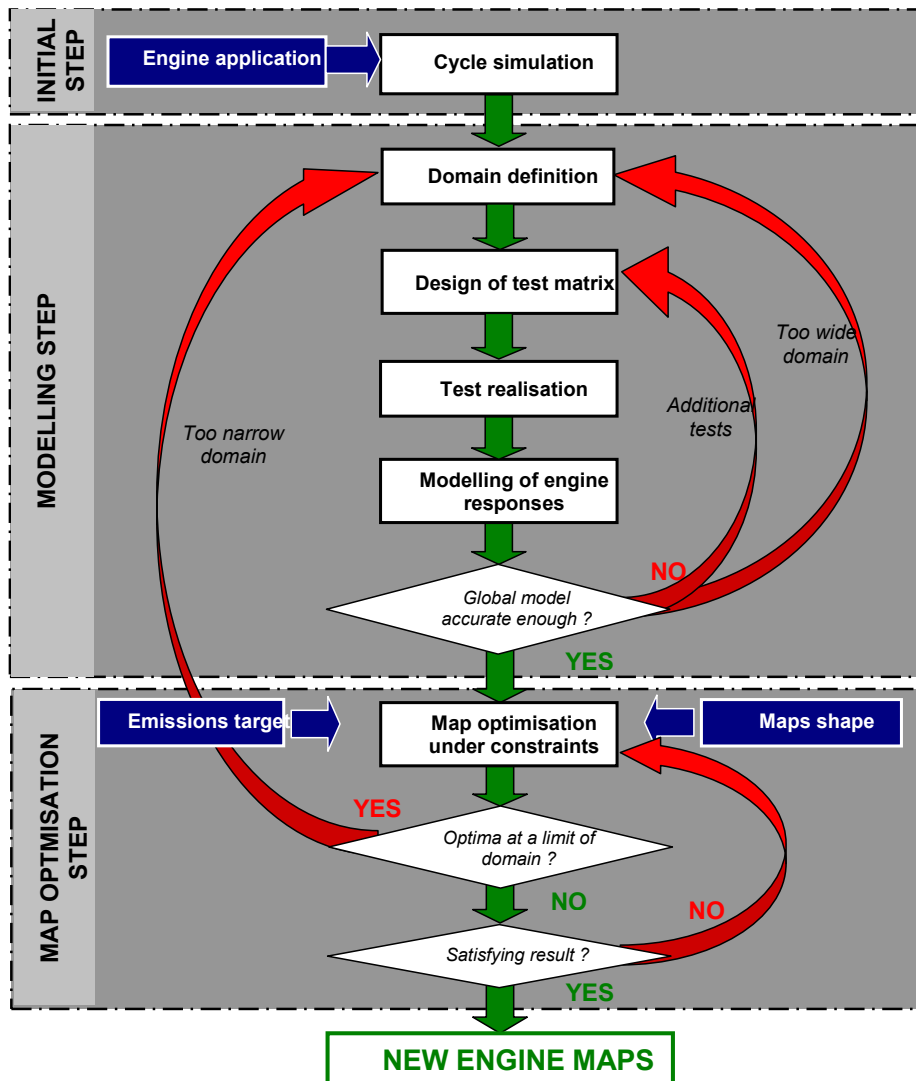 INITIAL
STEP
Engine application
Cycle simulation
MODELLING STEP
Domain definition
Design of test matrix
Too wide
domain
Test realisation
Additional
tests
Too narrow
domain
Modelling of engine
responses
NO
Global model
accurate enough ?
YES
MAP OPTIMISATION
STEP
Emissions target
Map optimisation
under constraints
Maps shape
YES
Optima at a limit of
domain ?
NO
NO
Satisfying result ?
YES
NEW ENGINE MAPS